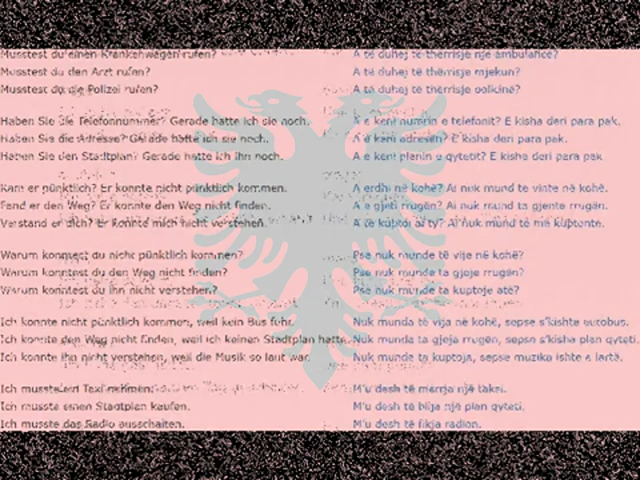 Musstest du einen Krankenwagen rufen? A të duhej të thërrisje një ambulancë?
Musstest du den Arzt rufen? A të duhej të thërrisje mjekun?
Musstest du die Polizei rufen? A të duhej të thërrisje policinë?
Haben Sie die Telefonnummer? Gerade hatte ich sie noch. A e keni numrin e telefonit? E kisha deri para pak.
Haben Sie die Adresse? Gerade hatte ich sie noch. A e keni adresën? E kisha deri para pak.
Haben Sie den Stadtplan? Gerade hatte ich ihn noch. A e keni planin e qytetit? E kisha deri para pak.
Kam er pünktlich? Er konnte nicht pünktlich kommen. A erdhi në kohë? Ai nuk mund të vinte në kohë.
Fand er den Weg? Er konnte den Weg nicht finden. A e gjeti rrugën? Ai nuk mund ta gjente rrugën.
Verstand er dich? Er konnte mich nicht verstehen. A të kuptoi ai ty? Ai nuk mund të më kuptonte.
Warum konntest du nicht pünktlich kommen? Pse nuk munde të vije në kohë?
Warum konntest du den Weg nicht finden? Pse nuk munde ta gjeje rrugën?
Warum konntest du ihn nicht verstehen? Pse nuk munde ta kuptoje atë?
Ich konnte nicht pünktlich kommen, weil kein Bus fuhr. Nuk munda të vija në kohë, sepse s'kishte autobus.
Ich konnte den Weg nicht finden, weil ich keinen Stadtplan hatte. Nuk munda ta gjeja rrugën, sepse s'kisha plan qyteti.
Ich konnte ihn nicht verstehen, weil die Musik so laut war. Nuk munda ta kuptoja, sepse muzika ishte e lartë.
Ich musste ein Taxi nehmen. M'u desh të merrja një taksi.
Ich musste einen Stadtplan kaufen. M'u desh të blija një plan qyteti.
Ich musste das Radio ausschalten. M'u desh të fikja radion.